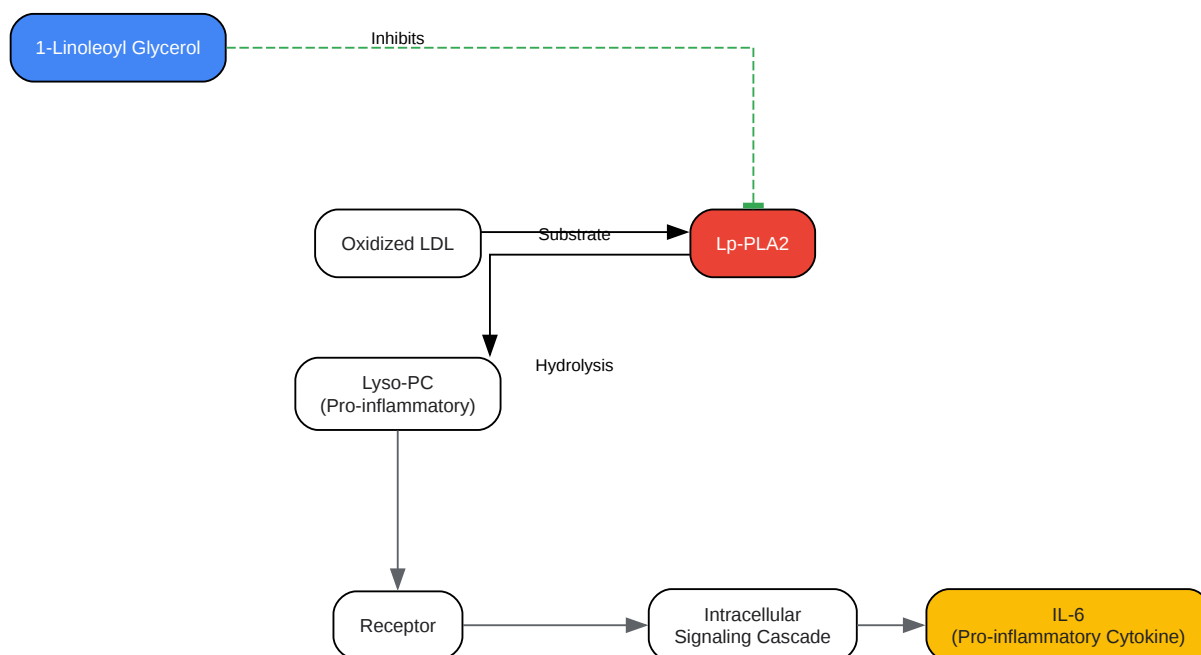 1-Linoleoyl Glycerol
Inhibits
Oxidized LDL
Substrate
Lp-PLA2
Hydrolysis
Lyso-PC
(Pro-inflammatory)
Receptor
Intracellular
Signaling Cascade
IL-6
(Pro-inflammatory Cytokine)